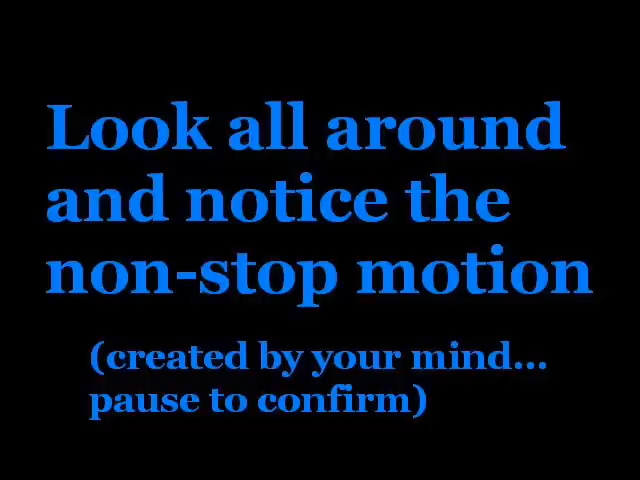 Look all around
and notice the
non-stop motion
(created by your mind...
pause to confirm)